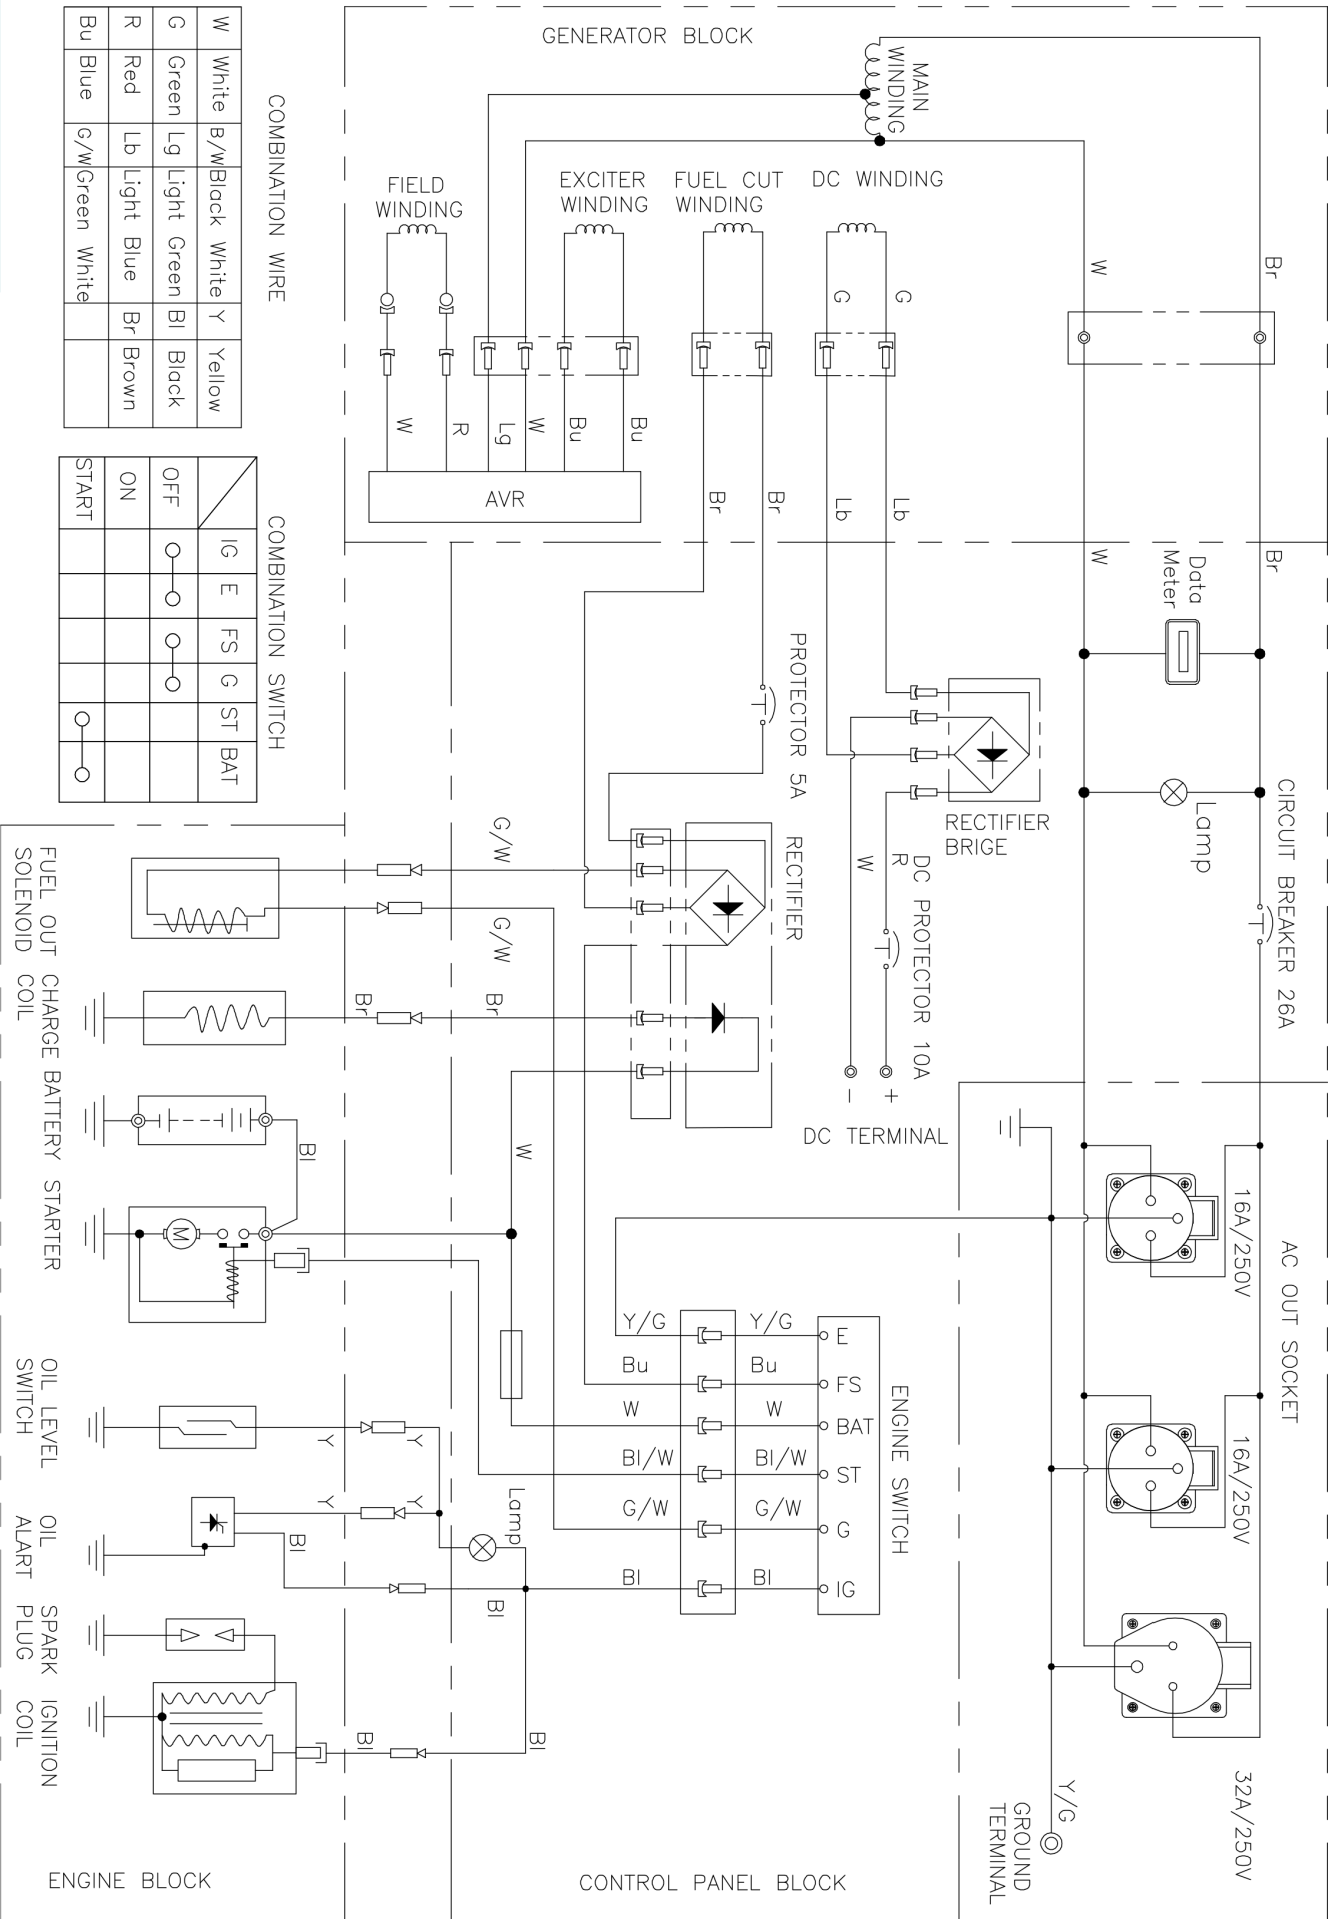 GENERATOR BLOCK
MAIN
WINDING
FIELD
WINDING
EXCITER
WINDING
FUEL CUT
WINDING
DC WINDING
W
Br
G
G
W
R
Lg
W
Bu
Bu
AVR
Br
Br
Lb
Lb
W
Br
Data
Meter
PROTECTOR 5A
RECTIFIER
BRIGE
Lamp
CIRCUIT BREAKER 26A
RECTIFIER
W
R
DC PROTECTOR 10A
-
+
DC TERMINAL
G/W
G/W
Br
Br
Bl
W
COMBINATION WIRE
W White B/W Black White Y Yellow
G Green Lg Light Green Bl Black
R Red Lb Light Blue Br Brown
Bu Blue G/W Green White
COMBINATION SWITCH
IG E FS G ST BAT
OFF
ON
START
FUEL OUT
SOLENOID
CHARGE
COIL
BATTERY
STARTER
M
OIL LEVEL
SWITCH
OIL
ALART
SPARK
PLUG
IGNITION
COIL
ENGINE BLOCK
Y/G Y/G E
Bu Bu FS
W W BAT
Bl/W Bl/W ST
G/W G/W G
Bl Bl IG
ENGINE SWITCH
Y
Y
Y
Y
Lamp
Bl
Bl
Bl
Bl
CONTROL PANEL BLOCK
AC OUT SOCKET
16A/250V
16A/250V
32A/250V
Y/G
GROUND
TERMINAL